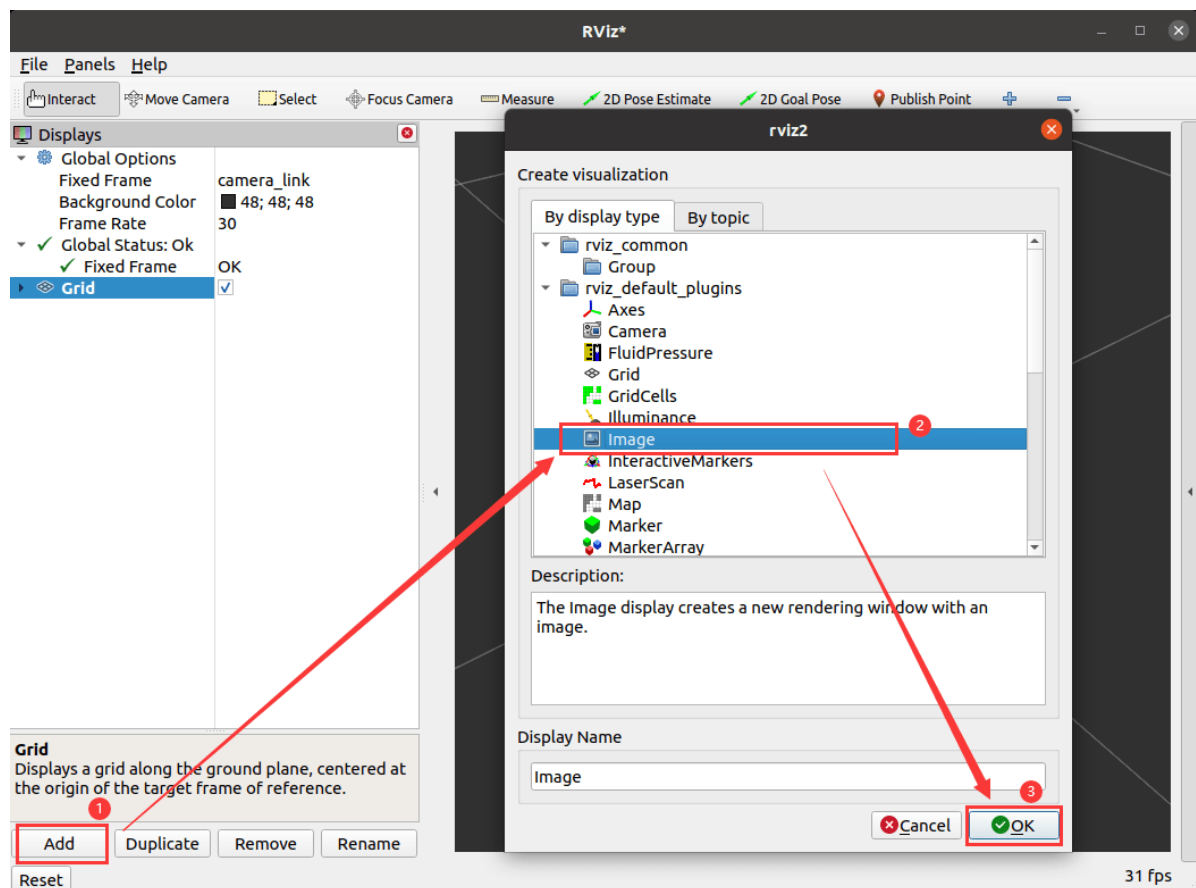 RViz*
File Panels Help
Interact Move Camera Select Focus Camera Measure 2D Pose Estimate 2D Goal Pose Publish Point
Displays
Global Options
Fixed Frame camera_link
Background Color 48; 48; 48
Frame Rate 30
Global Status: Ok
Fixed Frame OK
Grid
Grid
Displays a grid along the ground plane, centered at
the origin of the target frame of reference.
1
Add Duplicate Remove Rename
Reset
rviz2
Create visualization
By display type By topic
rviz_common
Group
rviz_default_plugins
Axes
Camera
FluidPressure
Grid
GridCells
Illuminance
2
Image
InteractiveMarkers
LaserScan
Map
Marker
MarkerArray
Description:
The Image display creates a new rendering window with an
image.
Display Name
Image
3
Cancel OK
31 fps